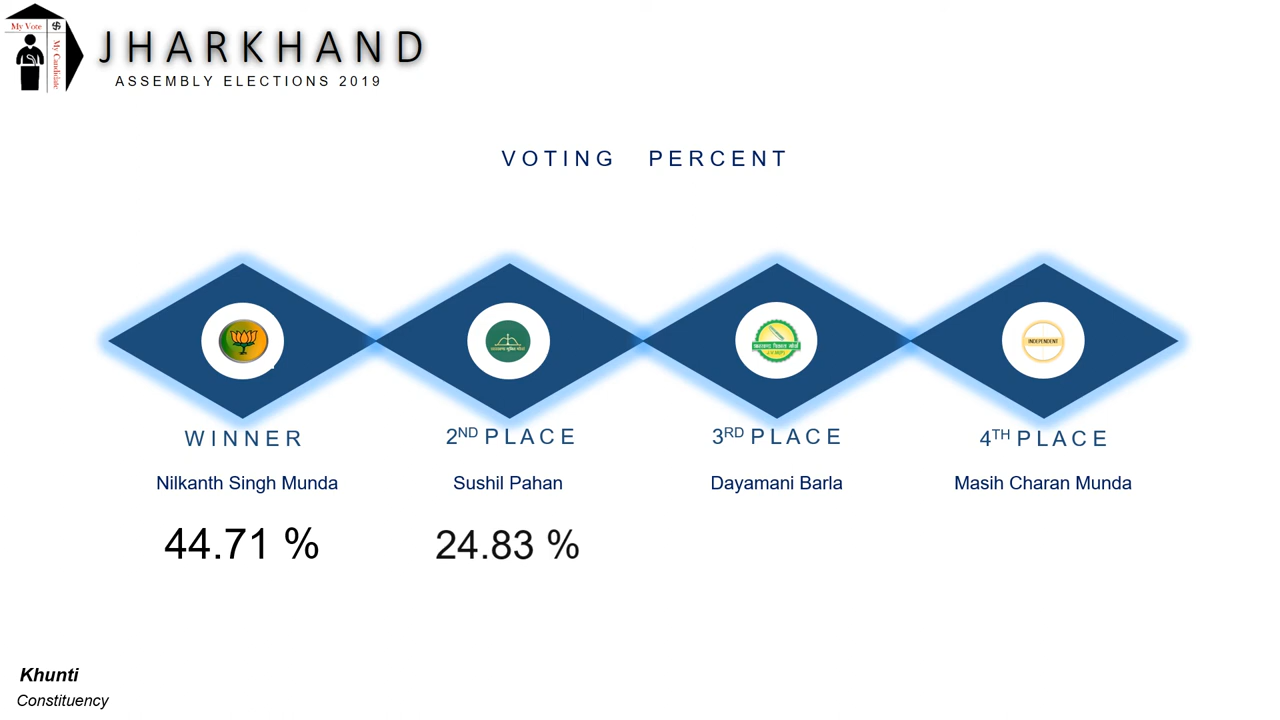 My Vote
My Candidate
JHARKHAND
ASSEMBLY ELECTIONS 2019
VOTING PERCENT
INDEPENDENT
WINNER
2ND PLACE
3RD PLACE
4TH PLACE
Nilkanth Singh Munda
Sushil Pahan
Dayamani Barla
Masih Charan Munda
44.71 %
24.83 %
Khunti
Constituency